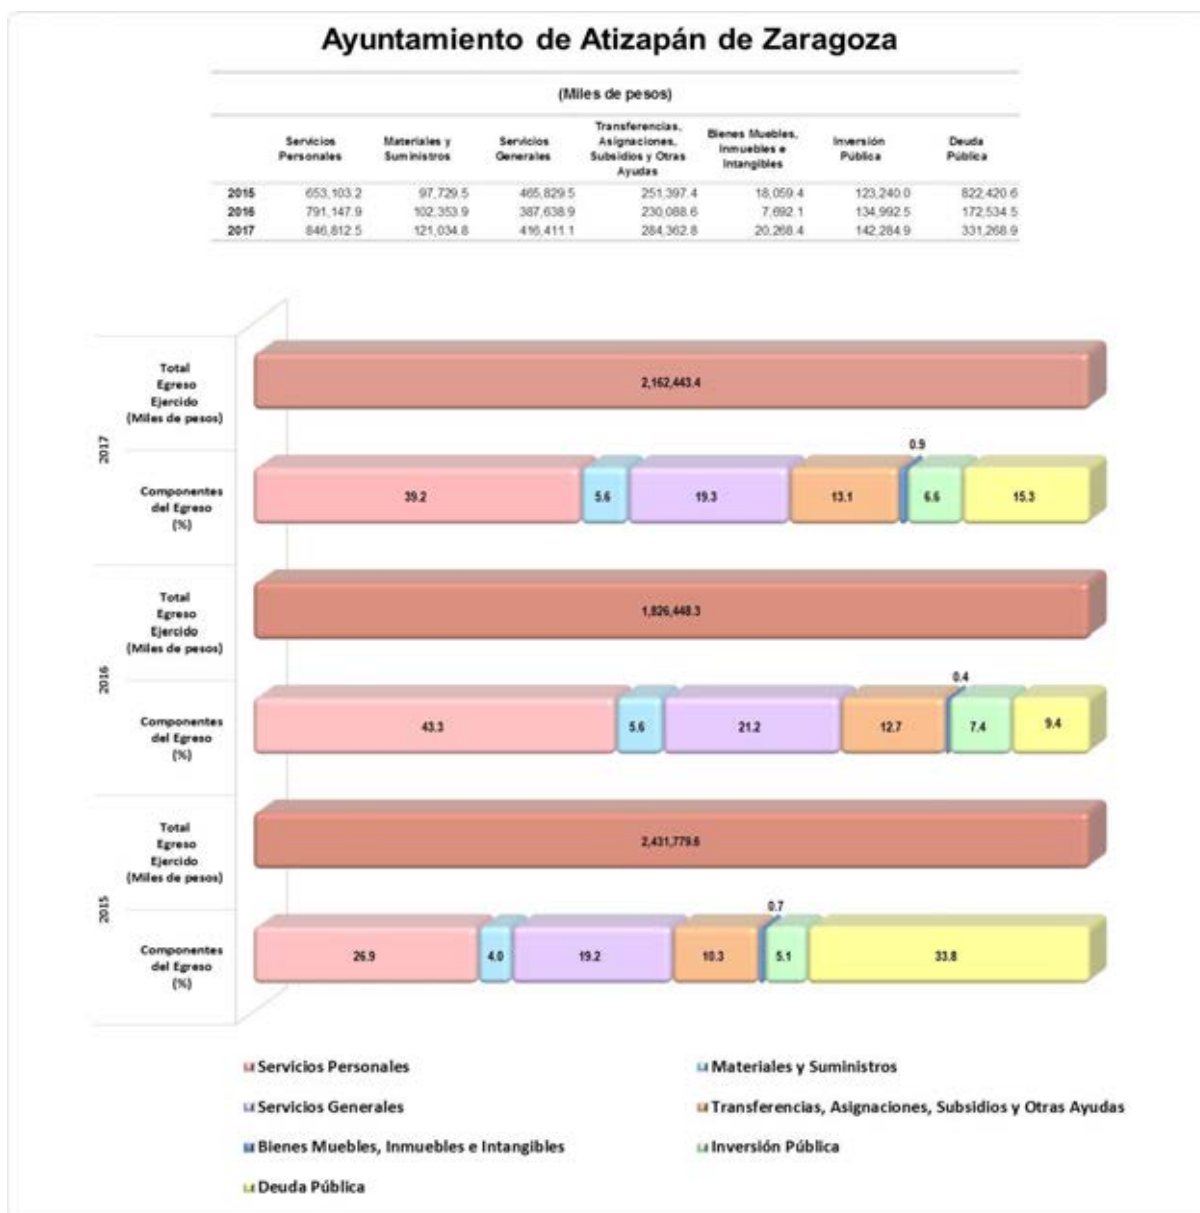 Ayuntamiento de Atizapán de Zaragoza
(Miles de pesos)
Servicios Personales Materiales y Suministros Servicios Generales Transferencias, Asignaciones, Subsidios y Otras Ayudas Bienes Muebles, Inmuebles e Intangibles Inversión Pública Deuda Pública
2015 653,103.2 97,729.5 465,829.5 251,397.4 18,059.4 123,240.0 822,420.6
2016 791,147.9 102,353.9 387,638.9 230,088.6 7,692.1 134,992.5 172,534.5
2017 846,812.5 121,034.8 416,411.1 284,362.8 20,268.4 142,284.9 331,268.9
2017
Total
Egreso
Ejercido
(Miles de pesos)
2,162,443.4
0.9
Componentes
del Egreso
(%)
39.2 5.6 19.3 13.1 6.6 15.3
2016
Total
Egreso
Ejercido
(Miles de pesos)
1,826,448.3
0.4
Componentes
del Egreso
(%)
43.3 5.6 21.2 12.7 7.4 9.4
2015
Total
Egreso
Ejercido
(Miles de pesos)
2,431,779.6
0.7
Componentes
del Egreso
(%)
26.9 4.0 19.2 10.3 5.1 33.8
Servicios Personales Materiales y Suministros
Servicios Generales Transferencias, Asignaciones, Subsidios y Otras Ayudas
Bienes Muebles, Inmuebles e Intangibles Inversión Pública
Deuda Pública